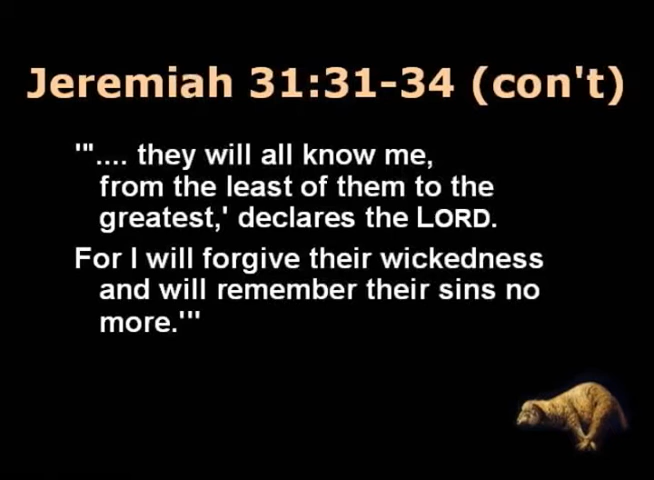 Jeremiah 31:31-34 (con't)
'".... they will all know me,
from the least of them to the
greatest,' declares the LORD.
For I will forgive their wickedness
and will remember their sins no
more.'"